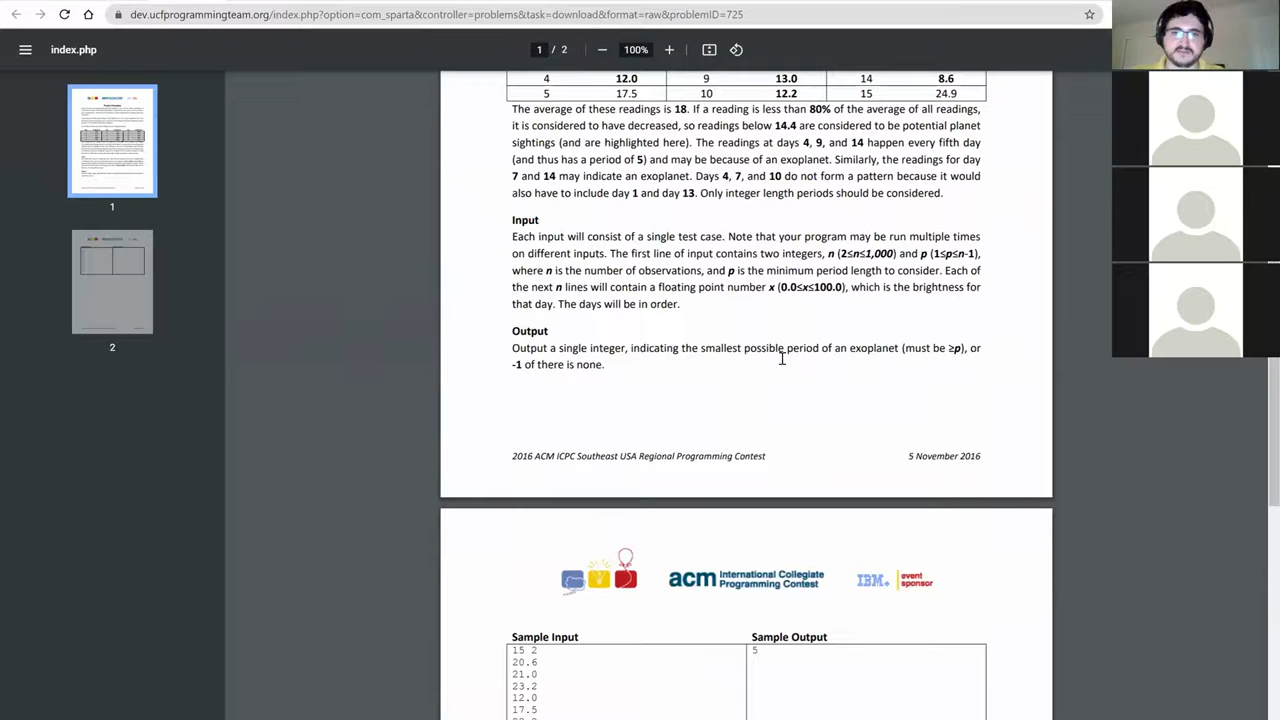 dev.ucfprogrammingteam.org/index.php?option=com_sparta&controller=problems&task=download&format=raw&problemID=725
index.php
1 / 2
100%
1
2
4 12.0 9 13.0 14 8.6
5 17.5 10 12.2 15 24.9
The average of these readings is 18. If a reading is less than 80% of the average of all readings,
it is considered to have decreased, so readings below 14.4 are considered to be potential planet
sightings (and are highlighted here). The readings at days 4, 9, and 14 happen every fifth day
(and thus has a period of 5) and may be because of an exoplanet. Similarly, the readings for day
7 and 14 may indicate an exoplanet. Days 4, 7, and 10 do not form a pattern because it would
also have to include day 1 and day 13. Only integer length periods should be considered.
Input
Each input will consist of a single test case. Note that your program may be run multiple times
on different inputs. The first line of input contains two integers, n (2≤n≤1,000) and p (1≤p≤n-1),
where n is the number of observations, and p is the minimum period length to consider. Each of
the next n lines will contain a floating point number x (0.0≤x≤100.0), which is the brightness for
that day. The days will be in order.
Output
Output a single integer, indicating the smallest possible period of an exoplanet (must be ≥p), or
-1 of there is none.
2016 ACM ICPC Southeast USA Regional Programming Contest 5 November 2016
acm International Collegiate Programming Contest
IBM. event sponsor
Sample Input Sample Output
15 2 5
20.6
21.0
23.2
12.0
17.5